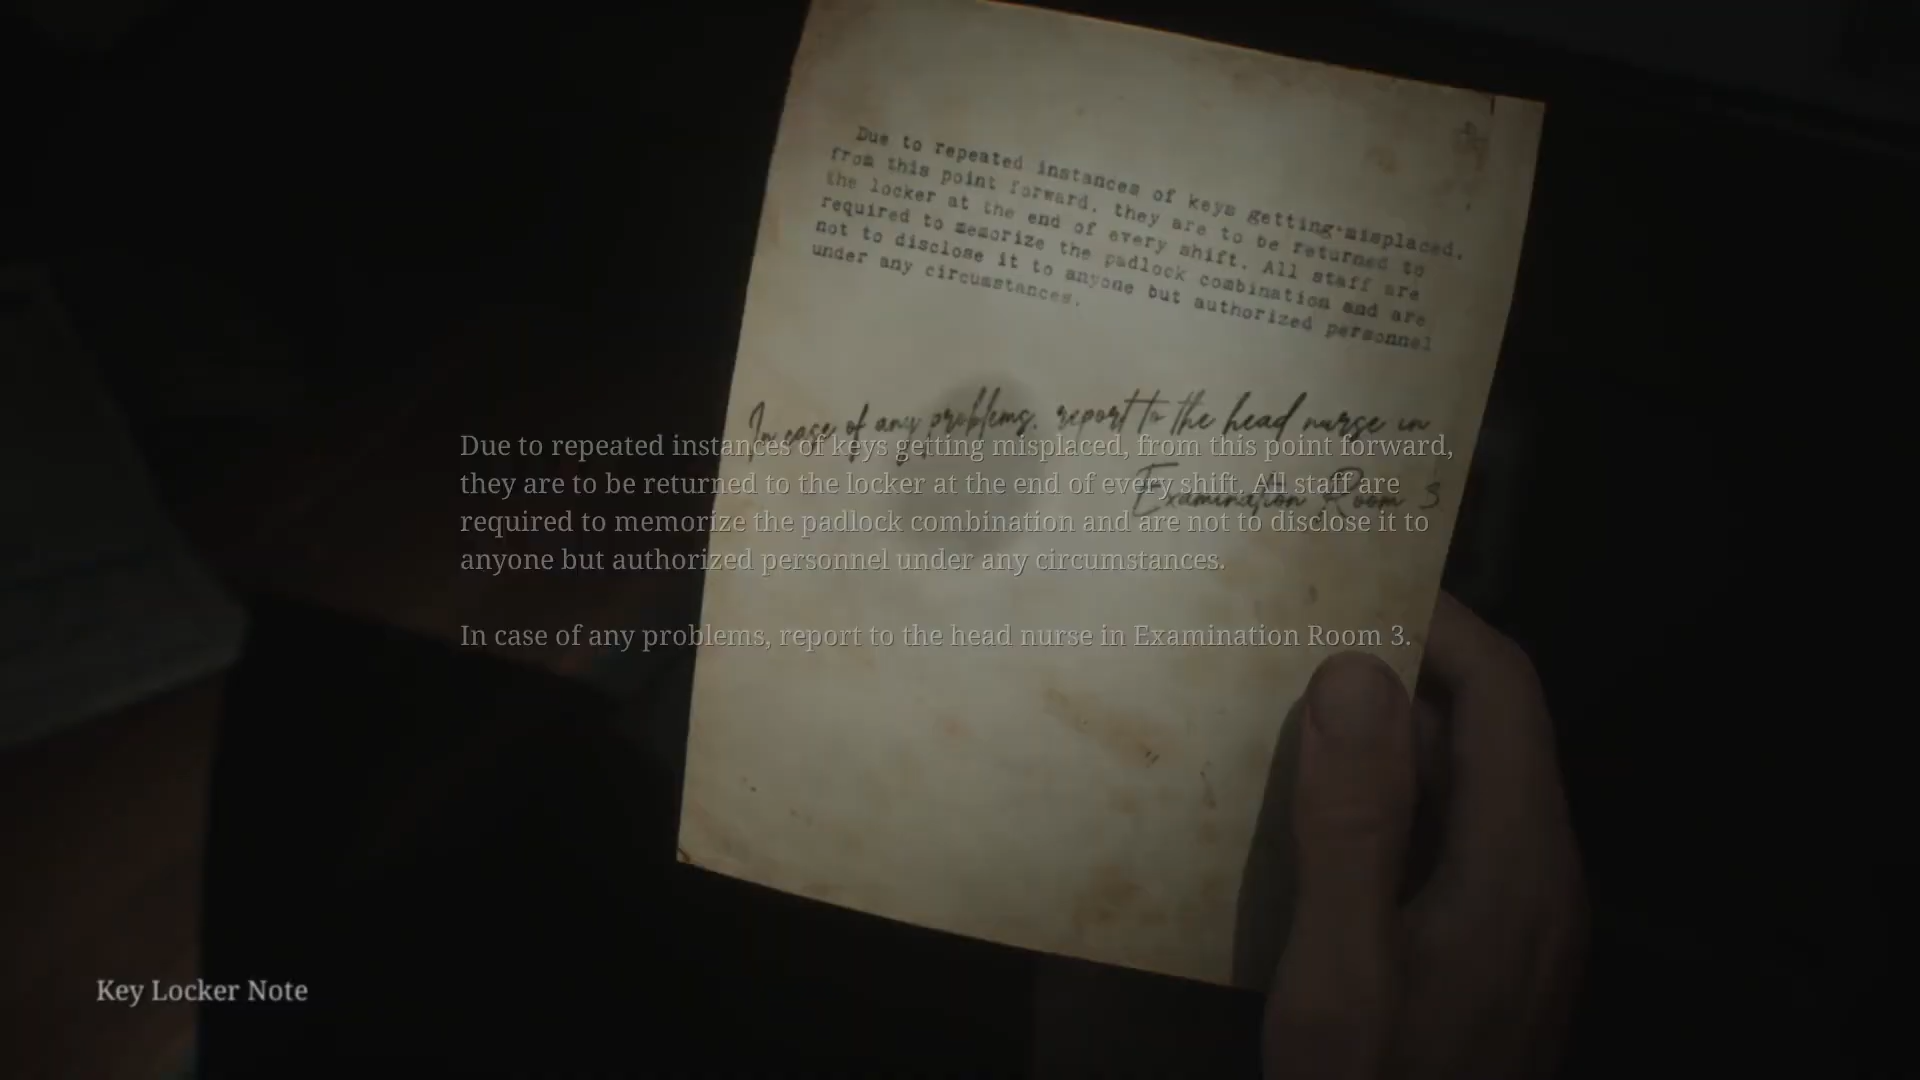 Due to repeated instances of keys getting misplaced,
from this point forward, they are to be returned to
the locker at the end of every shift. All staff are
required to memorize the padlock combination and are
not to disclose it to anyone but authorized personnel
under any circumstances.
In case of any problems, report to the head nurse in
Examination Room 3
Due to repeated instances of keys getting misplaced, from this point forward,
they are to be returned to the locker at the end of every shift. All staff are
required to memorize the padlock combination and are not to disclose it to
anyone but authorized personnel under any circumstances.
In case of any problems, report to the head nurse in Examination Room 3.
Key Locker Note